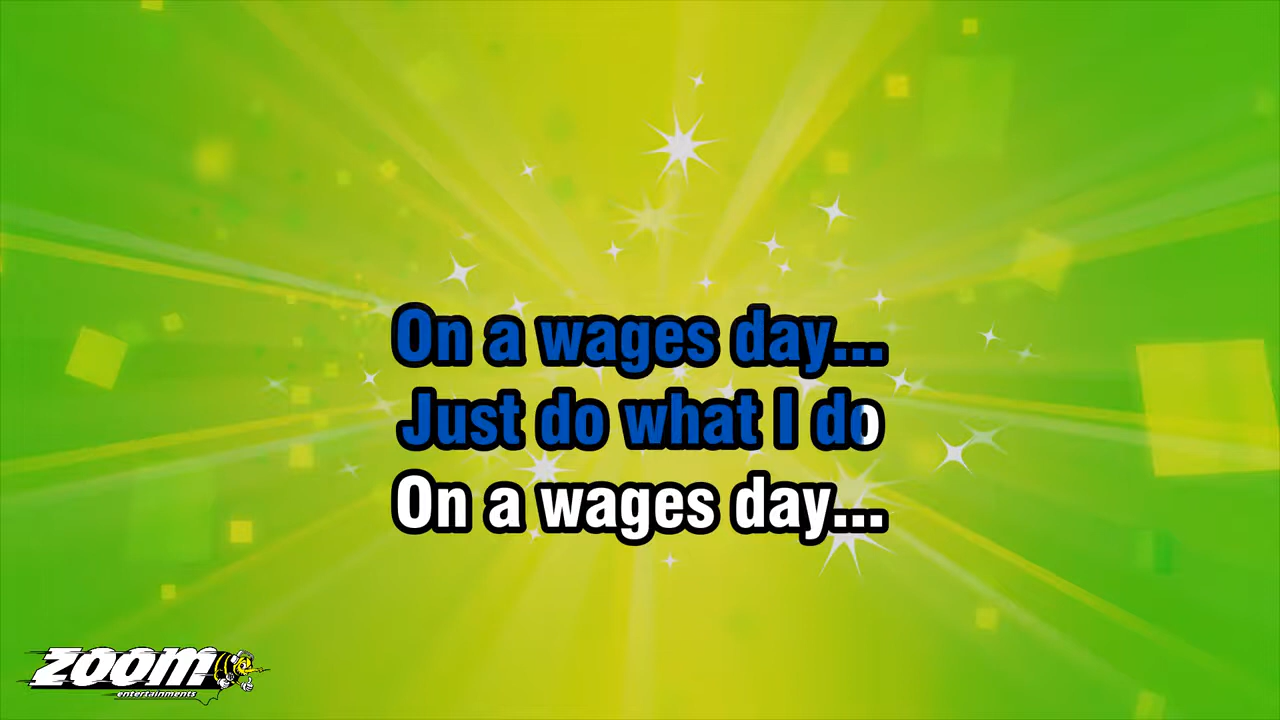 On a wages day...
Just do what I do
On a wages day...
ZOOM
entertainments